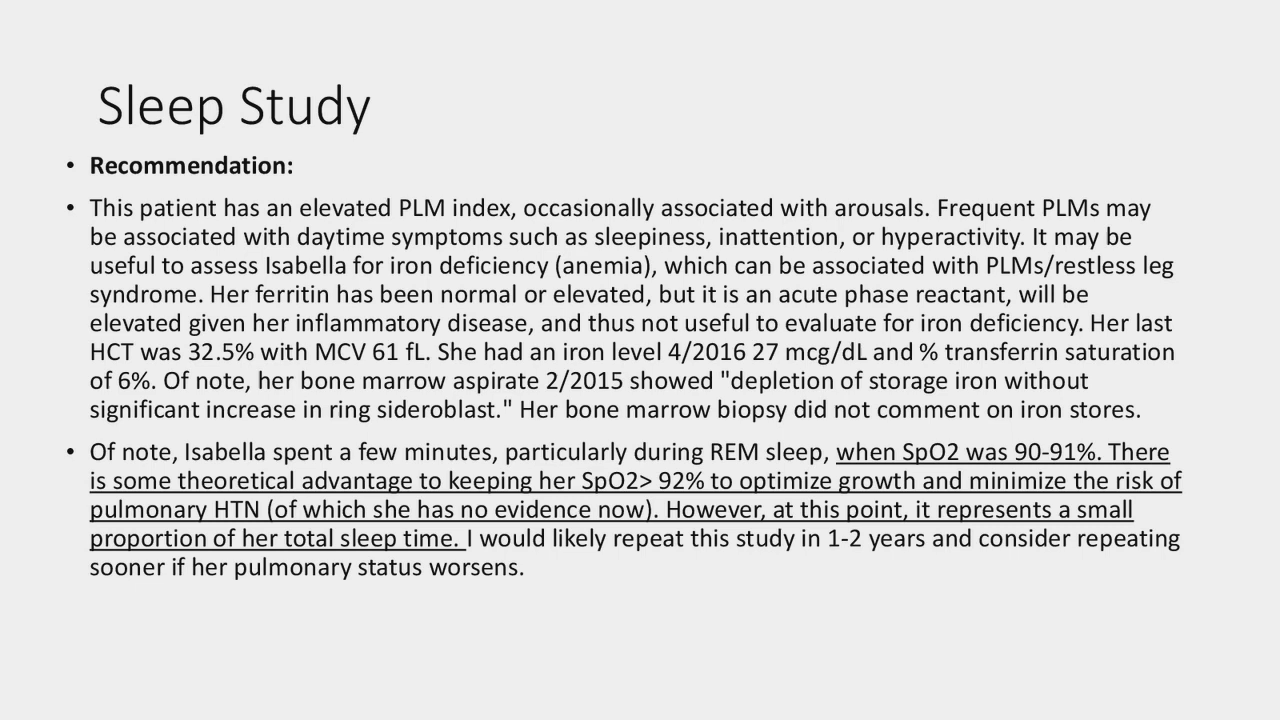 Sleep Study
• Recommendation:
• This patient has an elevated PLM index, occasionally associated with arousals. Frequent PLMs may
be associated with daytime symptoms such as sleepiness, inattention, or hyperactivity. It may be
useful to assess Isabella for iron deficiency (anemia), which can be associated with PLMs/restless leg
syndrome. Her ferritin has been normal or elevated, but it is an acute phase reactant, will be
elevated given her inflammatory disease, and thus not useful to evaluate for iron deficiency. Her last
HCT was 32.5% with MCV 61 fL. She had an iron level 4/2016 27 mcg/dL and % transferrin saturation
of 6%. Of note, her bone marrow aspirate 2/2015 showed "depletion of storage iron without
significant increase in ring sideroblast." Her bone marrow biopsy did not comment on iron stores.
• Of note, Isabella spent a few minutes, particularly during REM sleep, when SpO2 was 90-91%. There
is some theoretical advantage to keeping her SpO2> 92% to optimize growth and minimize the risk of
pulmonary HTN (of which she has no evidence now). However, at this point, it represents a small
proportion of her total sleep time. I would likely repeat this study in 1-2 years and consider repeating
sooner if her pulmonary status worsens.